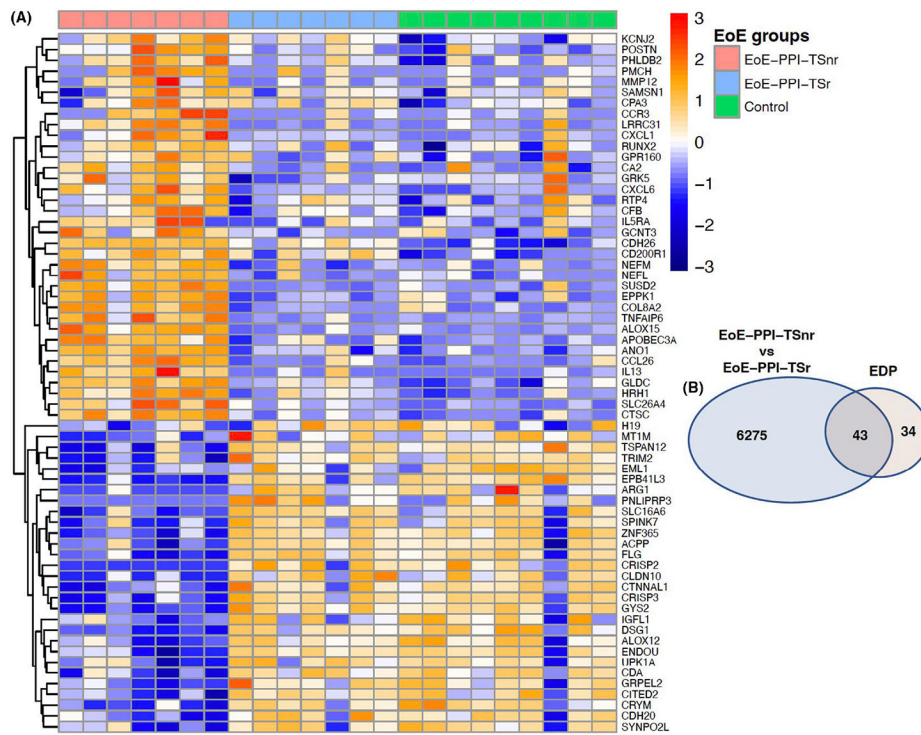 (A)
EoE groups
EoE–PPI–TSnr
EoE–PPI–TSr
Control
3
2
1
0
−1
−2
−3
KCNJ2
POSTN
PHLDB2
PMCH
MMP12
SAMSN1
CPA3
CCR3
LRRC31
CXCL1
RUNX2
GPR160
CA2
GRK5
CXCL6
RTP4
CFB
IL5RA
GCNT3
CDH26
CD200R1
NEFM
NEFL
SUSD2
EPPK1
COL8A2
TNFAIP6
ALOX15
APOBEC3A
ANO1
CCL26
IL13
GLDC
HRH1
SLC26A4
CTSC
H19
MT1M
TSPAN12
TRIM2
EML1
EPB41L3
ARG1
PNLIPRP3
SLC16A6
SPINK7
ZNF365
ACPP
FLG
CRISP2
CLDN10
CTNNAL1
CRISP3
GYS2
IGFL1
DSG1
ALOX12
ENDOU
UPK1A
CDA
GRPEL2
CITED2
CRYM
CDH20
SYNPO2L
EoE–PPI–TSnr
vs
EoE–PPI–TSr
(B)
EDP
6275
43
34